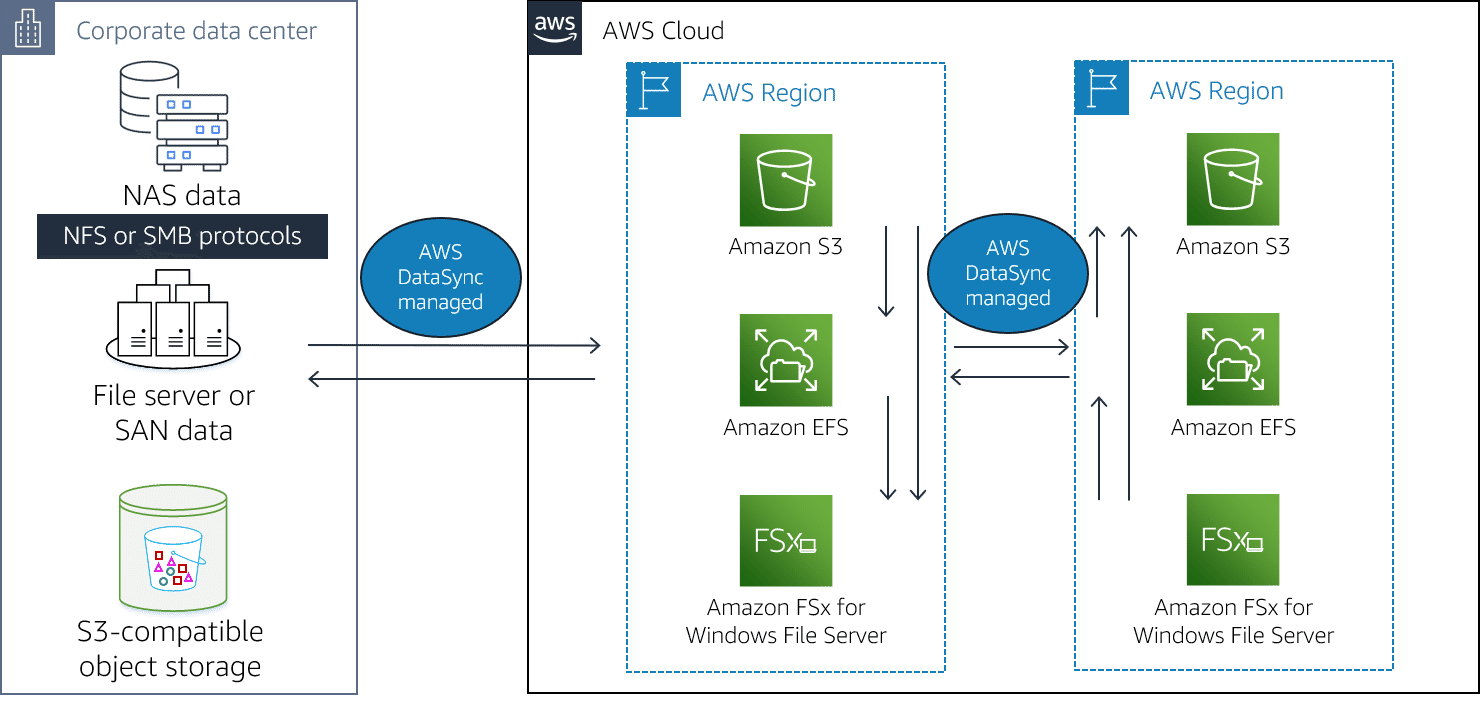 Corporate data center
NAS data
NFS or SMB protocols
File server or
SAN data
S3-compatible
object storage
AWS
DataSync
managed
aws
AWS Cloud
AWS Region
Amazon S3
Amazon EFS
FSx
Amazon FSx for
Windows File Server
AWS
DataSync
managed
AWS Region
Amazon S3
Amazon EFS
FSx
Amazon FSx for
Windows File Server